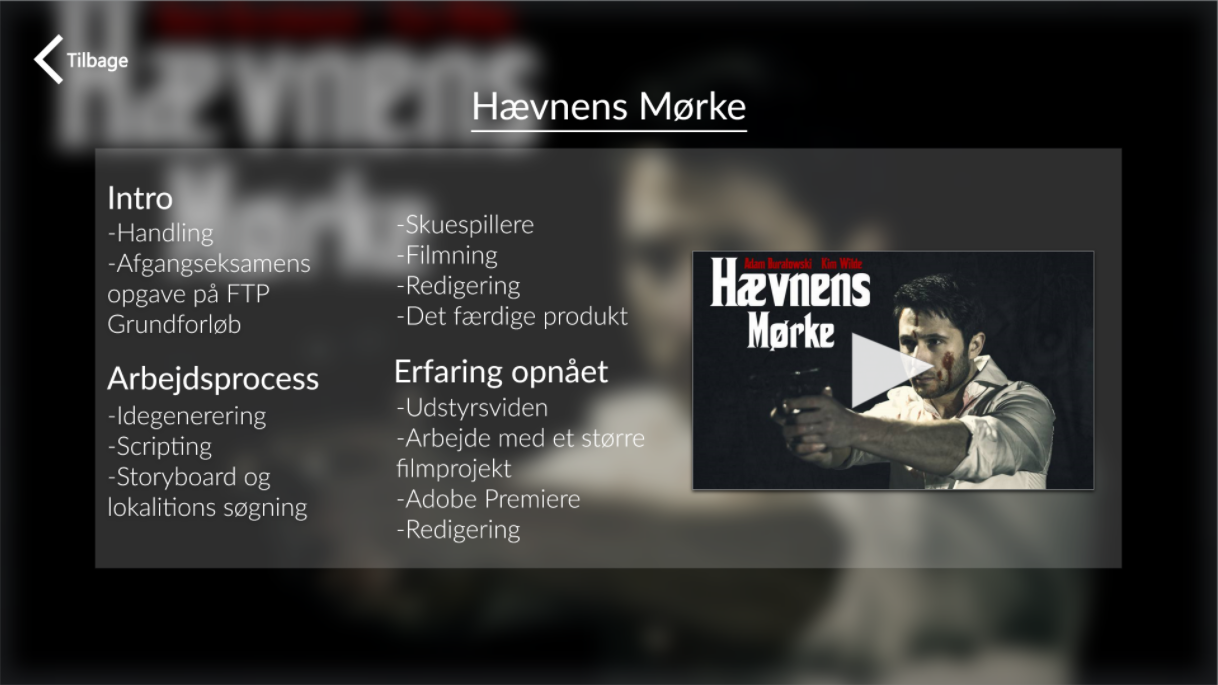 Tilbage
Hævnens Mørke
Intro
-Handling
-Afgangseksamens
opgave på FTP
Grundforløb
Arbejdsprocess
-Idegenerering
-Scripting
-Storyboard og
lokalitions søgning
-Skuespillere
-Filmning
-Redigering
-Det færdige produkt
Erfaring opnået
-Udstyrsviden
-Arbejde med et større
filmprojekt
-Adobe Premiere
-Redigering
Adam Buralowski Kim Wilde
Hævnens
Mørke